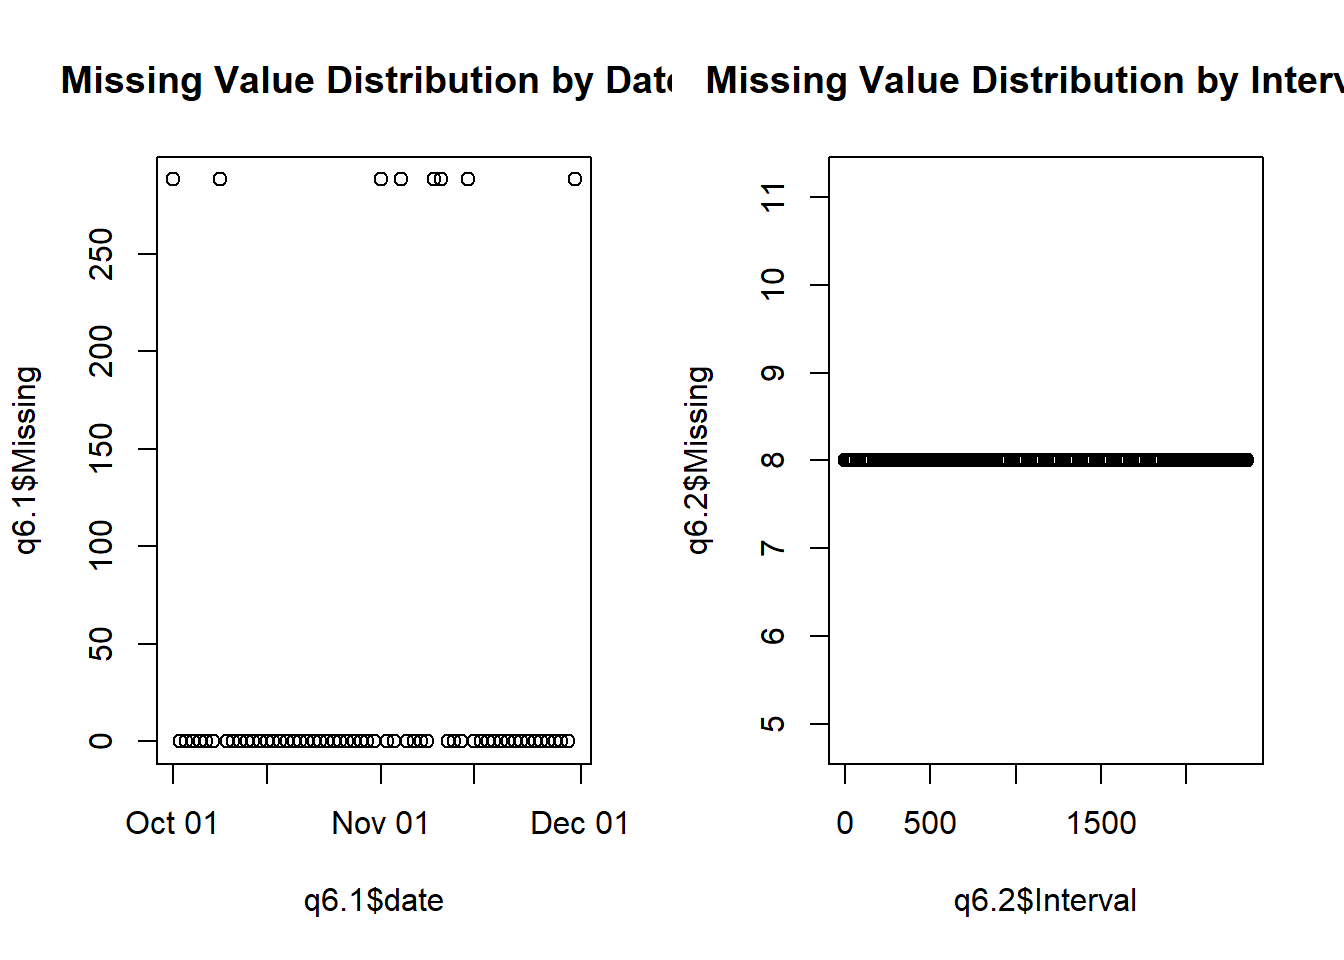 Missing Value Distribution by Date
q6.1$Missing
250
200
150
100
50
0
Oct 01 Nov 01 Dec 01
q6.1$date
Missing Value Distribution by Interv
q6.2$Missing
11
10
9
8
7
6
5
0 500 1500
q6.2$Interval